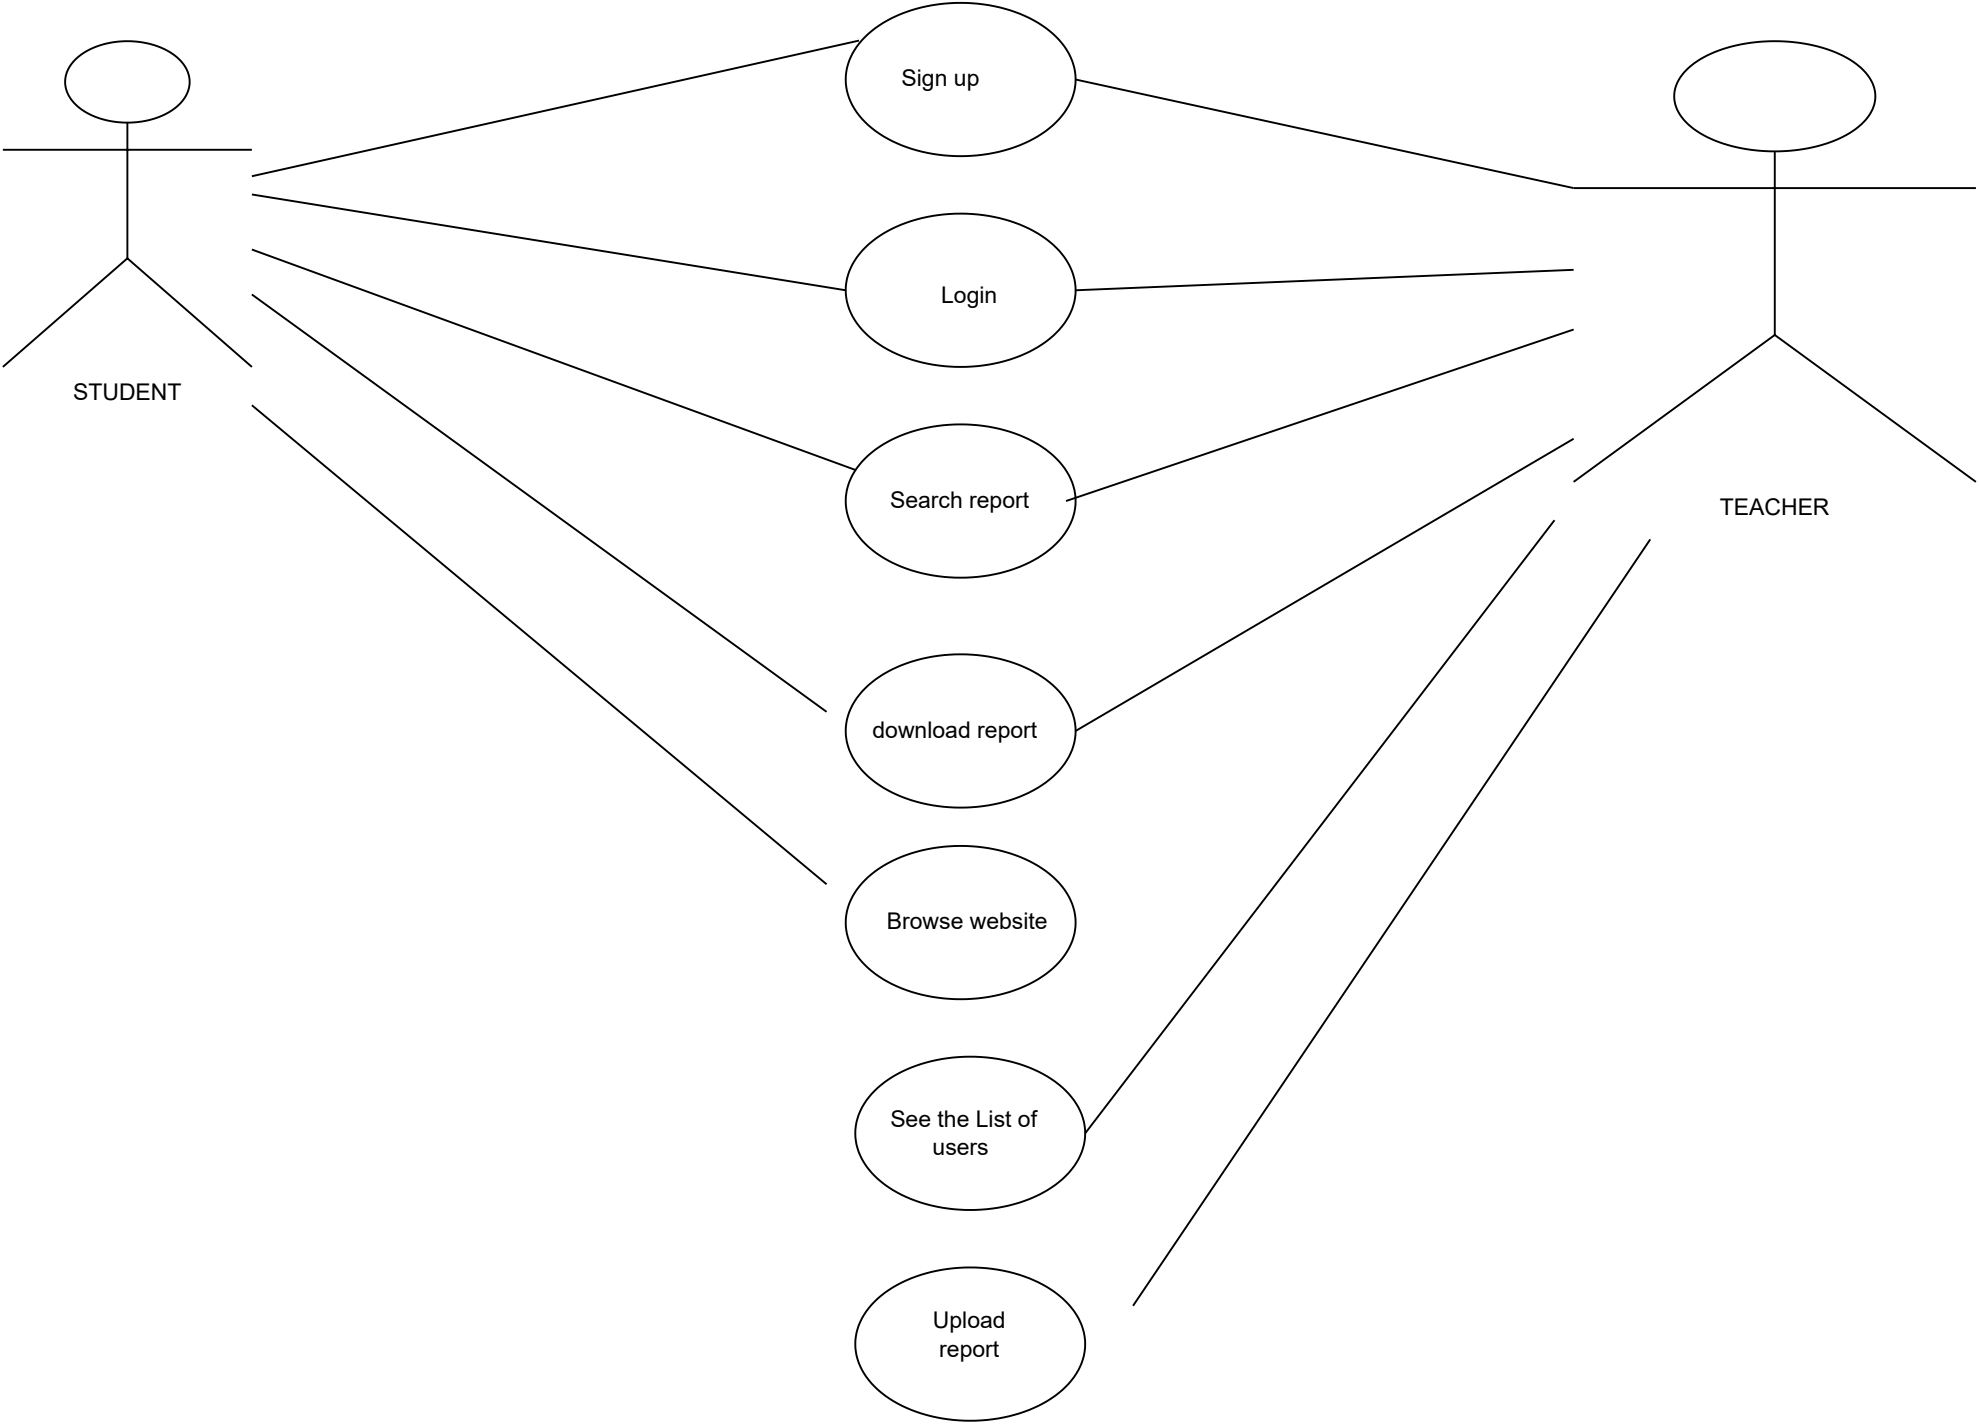 Sign up
Login
STUDENT
Search report
TEACHER
download report
Browse website
See the List of
users
Upload
report